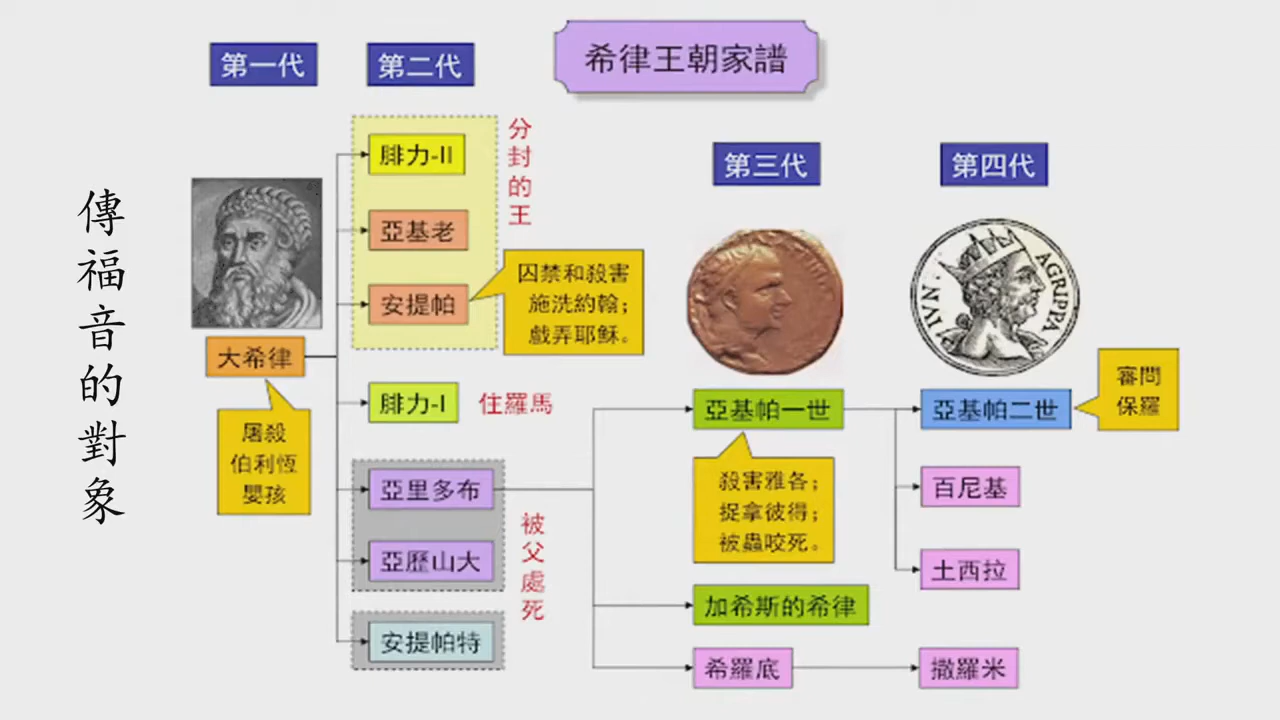 希律王朝家譜
第一代
第二代
第三代
第四代
傳福音的對象
腓力-II
亞基老
安提帕
分封的王
囚禁和殺害
施洗約翰；
戲弄耶穌。
大希律
屠殺
伯利恆
嬰孩
腓力-I
住羅馬
亞里多布
亞歷山大
安提帕特
被父處死
亞基帕一世
殺害雅各；
捉拿彼得；
被蟲咬死。
加希斯的希律
希羅底
PIVN·
AGRIPPA
亞基帕二世
審問
保羅
百尼基
土西拉
撒羅米